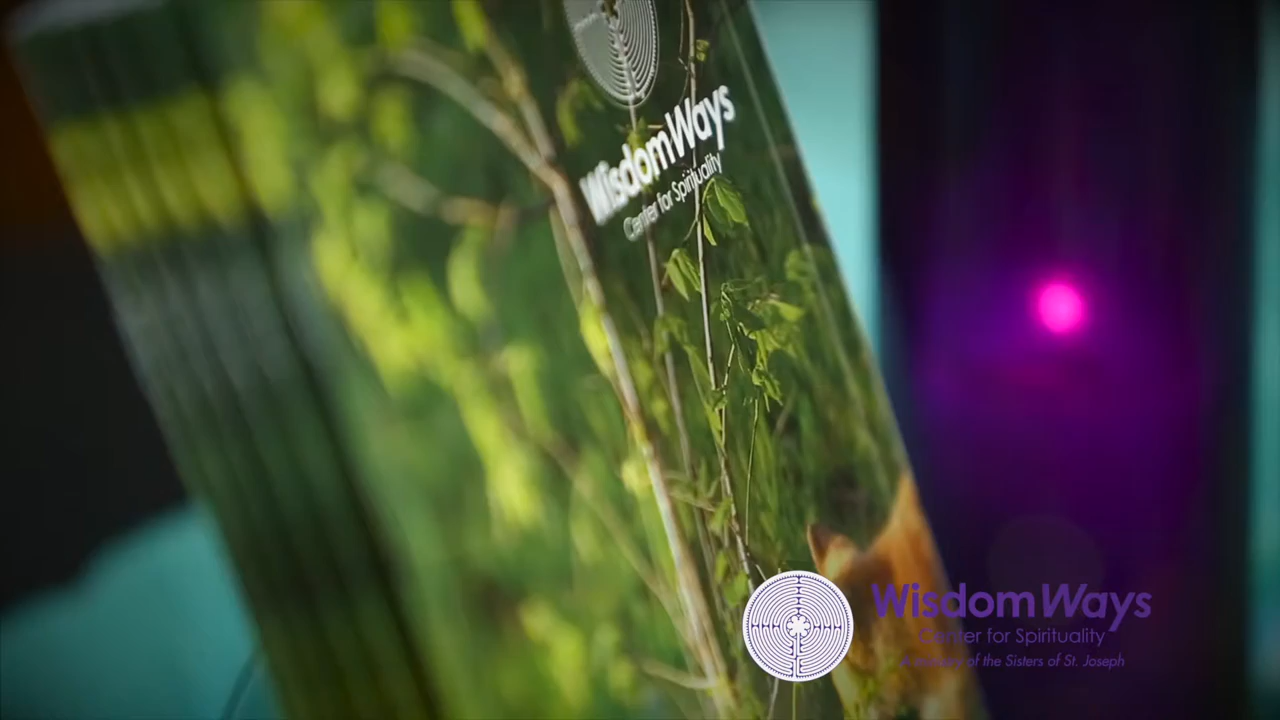 WisdomWays
Center for Spirituality
WisdomWays
Center for Spirituality
A ministry of the Sisters of St. Joseph